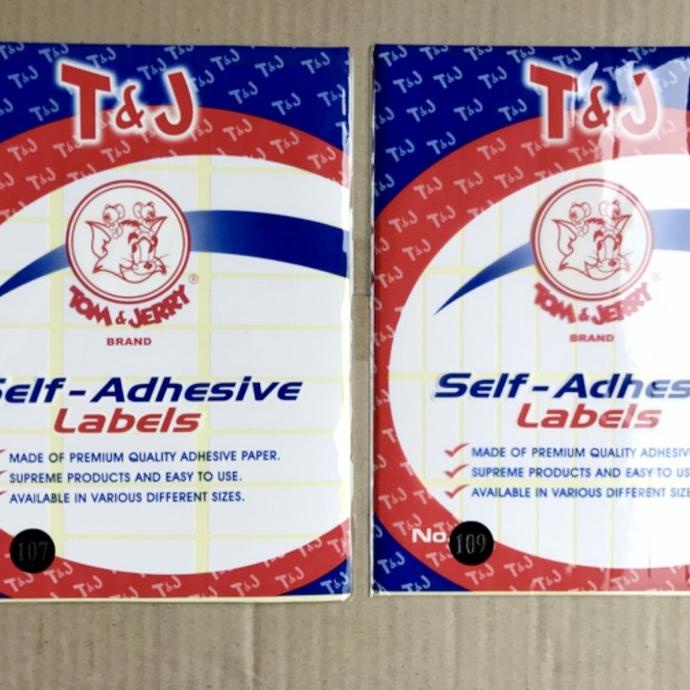 T&J
TOM & JERRY
®
BRAND
Self-Adhesive
Labels
MADE OF PREMIUM QUALITY ADHESIVE PAPER.
SUPREME PRODUCTS AND EASY TO USE.
AVAILABLE IN VARIOUS DIFFERENT SIZES.
107
T&J
TOM & JERRY
®
BRAND
Self-Adhes
Labels
MADE OF PREMIUM QUALITY ADHESIV
SUPREME PRODUCTS AND EASY TO US
AVAILABLE IN VARIOUS DIFFERENT SIZE
No. 109